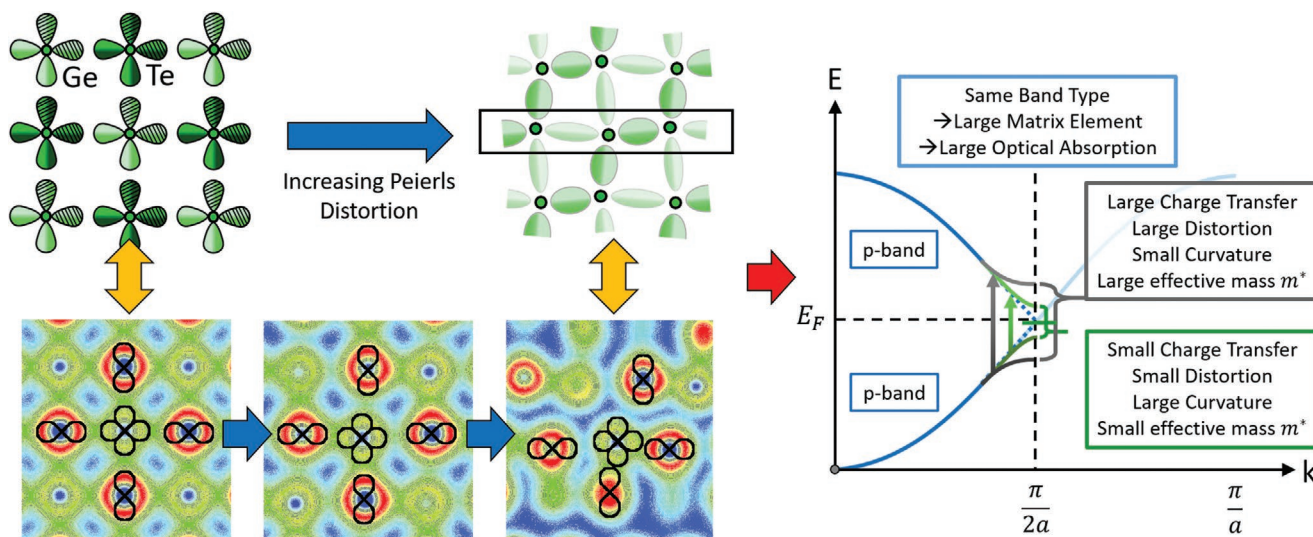 Ge
Te
Increasing Peierls
Distortion
E
Same Band Type
→Large Matrix Element
→Large Optical Absorption
p-band
Large Charge Transfer
Large Distortion
Small Curvature
Large effective mass m*
E_F
p-band
Small Charge Transfer
Small Distortion
Large Curvature
Small effective mass m*
k
π
2a
π
a